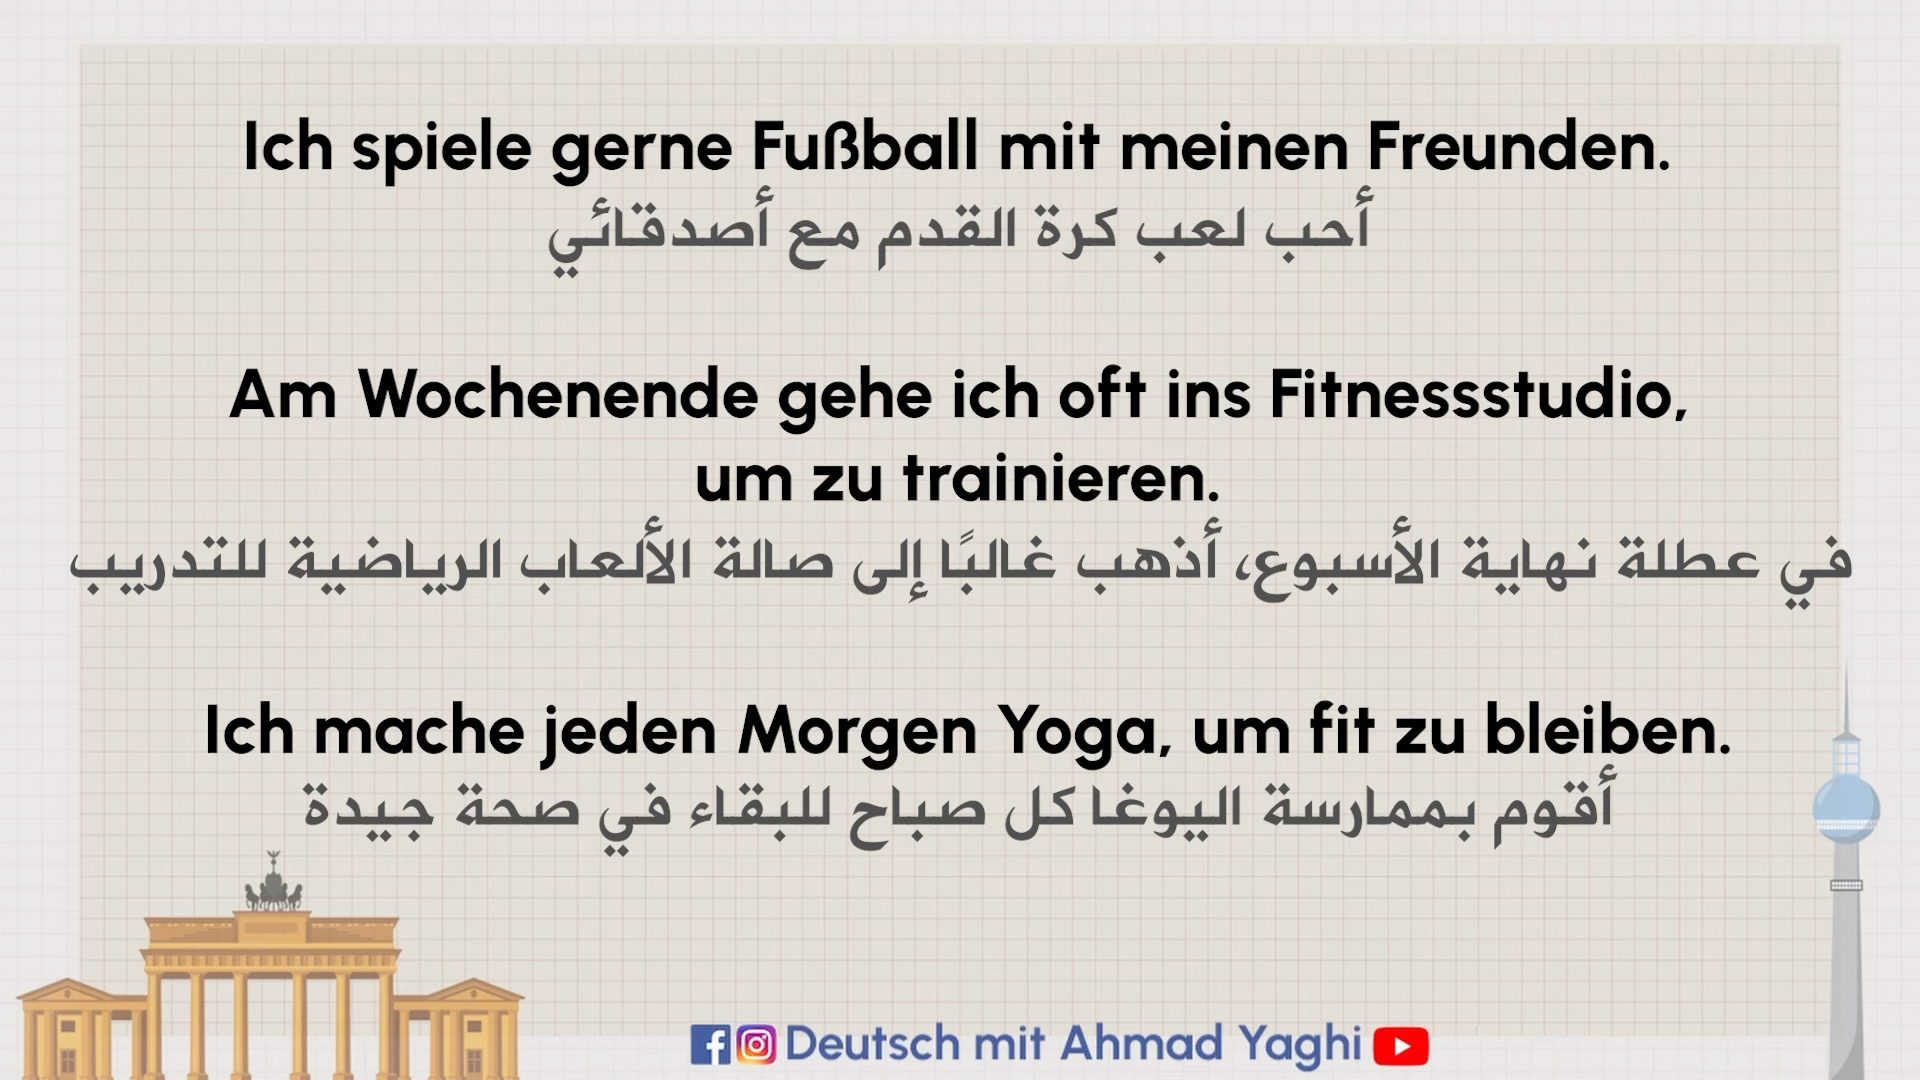 Ich spiele gerne Fußball mit meinen Freunden.
أحب لعب كرة القدم مع أصدقائي
Am Wochenende gehe ich oft ins Fitnessstudio,
um zu trainieren.
في عطلة نهاية الأسبوع، أذهب غالبًا إلى صالة الألعاب الرياضية للتدريب
Ich mache jeden Morgen Yoga, um fit zu bleiben.
أقوم بممارسة اليوغا كل صباح للبقاء في صحة جيدة
Deutsch mit Ahmad Yaghi